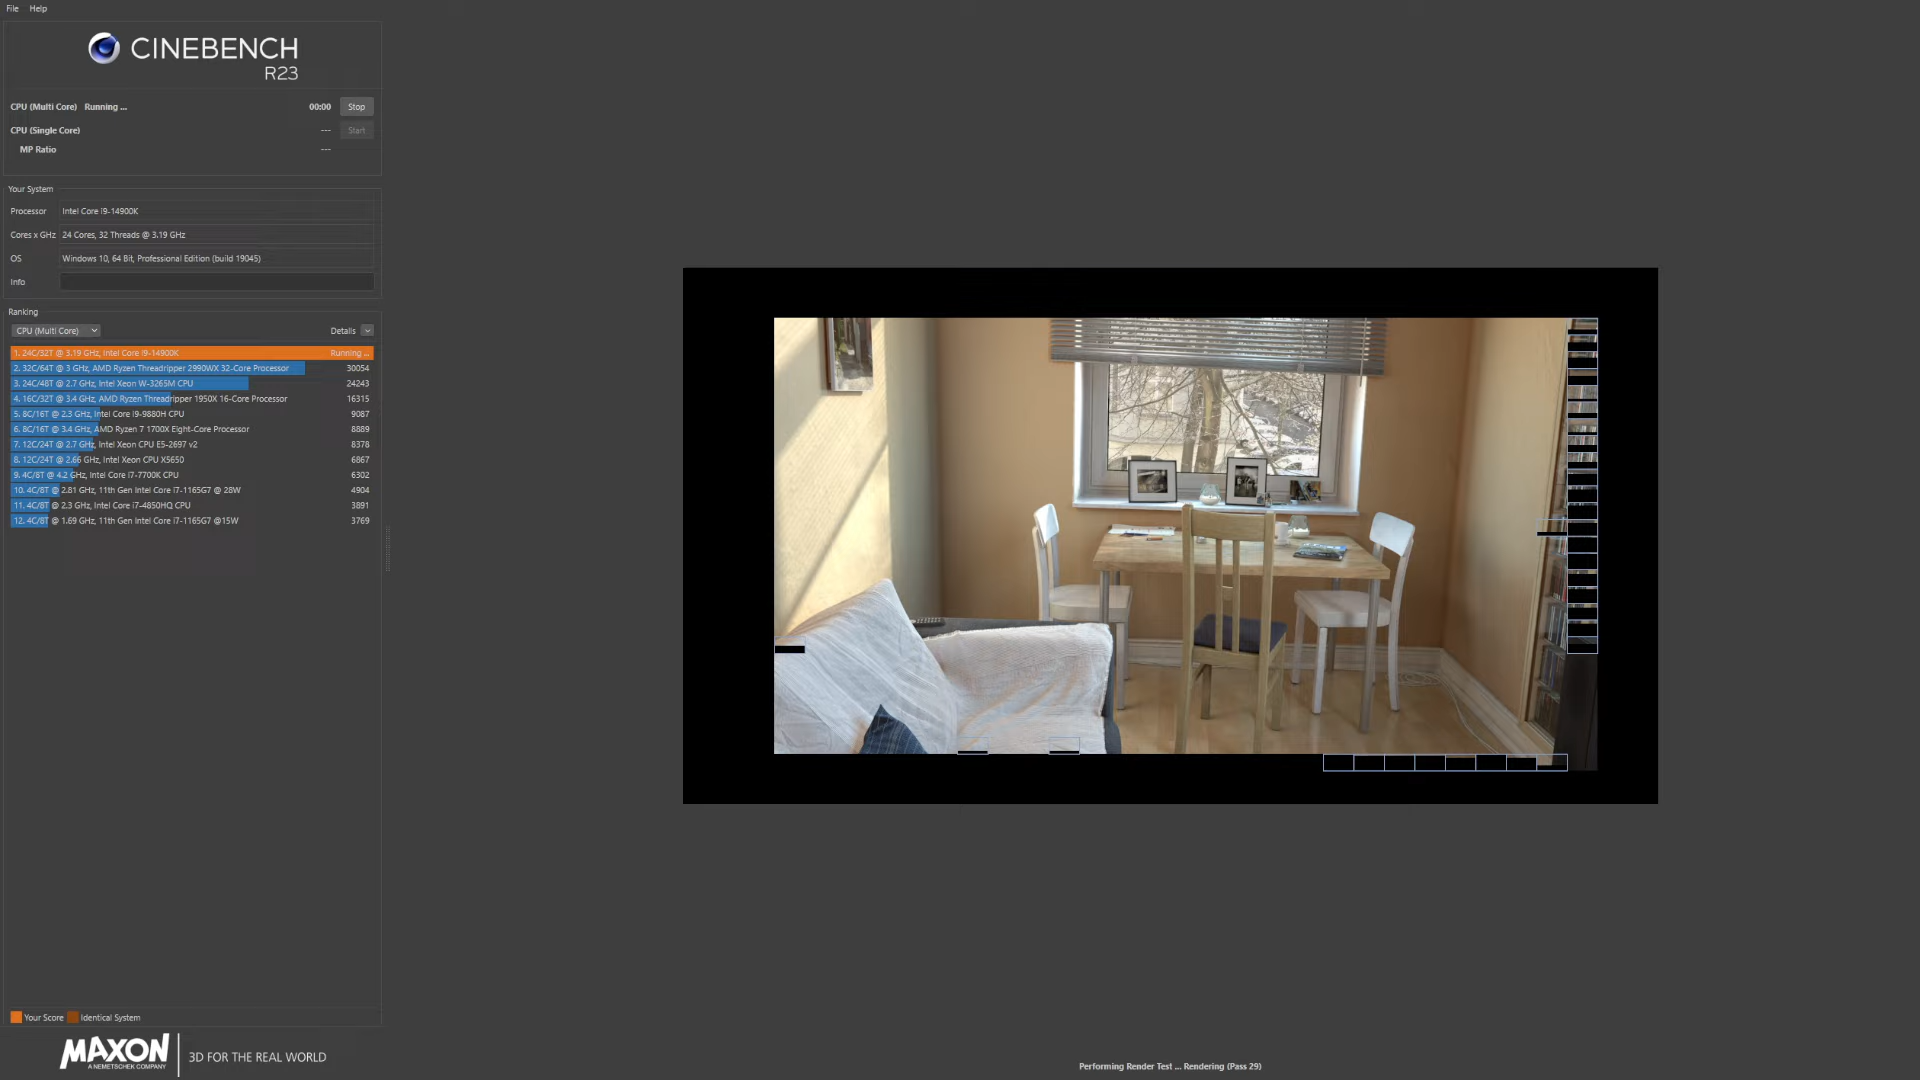 File Help
CINEBENCH
R23
CPU (Multi Core) Running ... 00:00 Stop
CPU (Single Core) --- Start
MP Ratio ---
Your System
Processor Intel Core i9-14900K
Cores x GHz 24 Cores, 32 Threads @ 3.19 GHz
OS Windows 10, 64 Bit, Professional Edition (build 19045)
Info
Ranking
CPU (Multi Core) Details
1. 24C/32T @ 3.19 GHz, Intel Core i9-14900K Running ...
2. 32C/64T @ 3 GHz, AMD Ryzen Threadripper 2990WX 32-Core Processor 30054
3. 24C/48T @ 2.7 GHz, Intel Xeon W-3265M CPU 24243
4. 16C/32T @ 3.4 GHz, AMD Ryzen Threadripper 1950X 16-Core Processor 16315
5. 8C/16T @ 2.3 GHz, Intel Core i9-9880H CPU 9087
6. 8C/16T @ 3.4 GHz, AMD Ryzen 7 1700X Eight-Core Processor 8889
7. 12C/24T @ 2.7 GHz, Intel Xeon CPU E5-2697 v2 8378
8. 12C/24T @ 2.66 GHz, Intel Xeon CPU X5650 6867
9. 4C/8T @ 4.2 GHz, Intel Core i7-7700K CPU 6302
10. 4C/8T @ 2.81 GHz, 11th Gen Intel Core i7-1165G7 @ 28W 4904
11. 4C/8T @ 2.3 GHz, Intel Core i7-4850HQ CPU 3891
12. 4C/8T @ 1.69 GHz, 11th Gen Intel Core i7-1165G7 @15W 3769
Your Score Identical System
MAXON
A NEMETSCHEK COMPANY
3D FOR THE REAL WORLD
Performing Render Test ... Rendering (Pass 29)